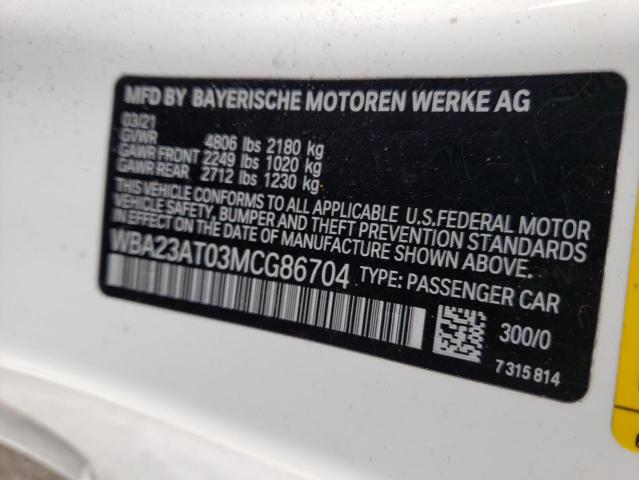 MFD BY BAYERISCHE MOTOREN WERKE AG
03/21
GVWR 4806 lbs 2180 kg
GAWR FRONT 2249 lbs 1020 kg
GAWR REAR 2712 lbs 1230 kg
THIS VEHICLE CONFORMS TO ALL APPLICABLE U.S.FEDERAL MOTOR
VEHICLE SAFETY, BUMPER AND THEFT PREVENTION STANDARDS
IN EFFECT ON THE DATE OF MANUFACTURE SHOWN ABOVE.
WBA23AT03MCG86704 TYPE: PASSENGER CAR
300/0
7 315 814